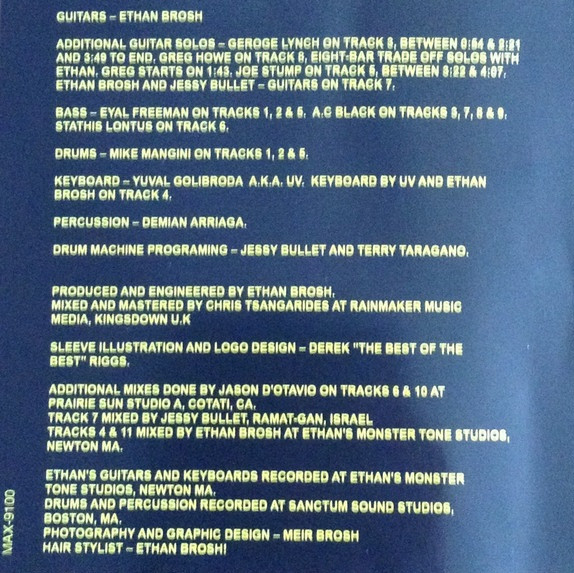 GUITARS – ETHAN BROSH
ADDITIONAL GUITAR SOLOS – GEROGE LYNCH ON TRACK 3, BETWEEN 0:54 & 2:21
AND 3:49 TO END. GREG HOWE ON TRACK 8, EIGHT-BAR TRADE OFF SOLOS WITH
ETHAN. GREG STARTS ON 1:43. JOE STUMP ON TRACK 5, BETWEEN 3:22 & 4:07.
ETHAN BROSH AND JESSY BULLET – GUITARS ON TRACK 7.
BASS – EYAL FREEMAN ON TRACKS 1, 2 & 5. A.C BLACK ON TRACKS 3, 7, 8 & 9.
STATHIS LONTUS ON TRACK 6.
DRUMS – MIKE MANGINI ON TRACKS 1, 2 & 5.
KEYBOARD – YUVAL GOLIBRODA A.K.A. UV. KEYBOARD BY UV AND ETHAN
BROSH ON TRACK 4.
PERCUSSION – DEMIAN ARRIAGA.
DRUM MACHINE PROGRAMING – JESSY BULLET AND TERRY TARAGANO.
PRODUCED AND ENGINEERED BY ETHAN BROSH.
MIXED AND MASTERED BY CHRIS TSANGARIDES AT RAINMAKER MUSIC
MEDIA, KINGSDOWN U.K
SLEEVE ILLUSTRATION AND LOGO DESIGN – DEREK "THE BEST OF THE
BEST" RIGGS.
ADDITIONAL MIXES DONE BY JASON D'OTAVIO ON TRACKS 6 & 10 AT
PRAIRIE SUN STUDIO A, COTATI, CA.
TRACK 7 MIXED BY JESSY BULLET, RAMAT-GAN, ISRAEL
TRACKS 4 & 11 MIXED BY ETHAN BROSH AT ETHAN'S MONSTER TONE STUDIOS,
NEWTON MA.
ETHAN'S GUITARS AND KEYBOARDS RECORDED AT ETHAN'S MONSTER
TONE STUDIOS, NEWTON MA.
DRUMS AND PERCUSSION RECORDED AT SANCTUM SOUND STUDIOS,
BOSTON, MA.
PHOTOGRAPHY AND GRAPHIC DESIGN – MEIR BROSH
HAIR STYLIST – ETHAN BROSH!
MAX-9100